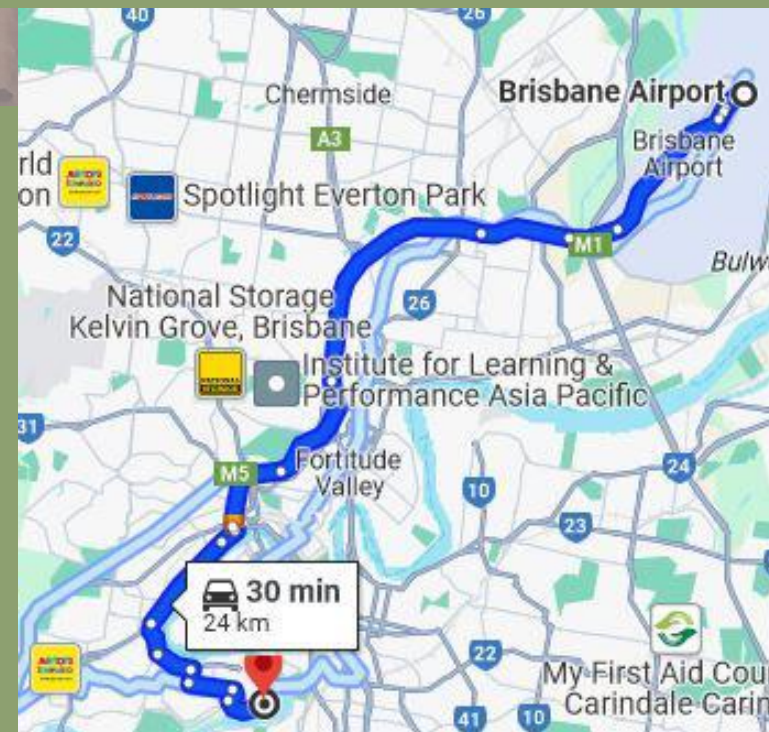 40
26
Chermside
Brisbane Airport
A3
Brisbane
Airport
rld
on
Spotlight Everton Park
22
M1
Bulw
National Storage
Kelvin Grove, Brisbane
26
Institute for Learning &
Performance Asia Pacific
31
M5
Fortitude
Valley
24
10
23
30 min
24 km
22
My First Aid Cou
Carindale Carin
41
10